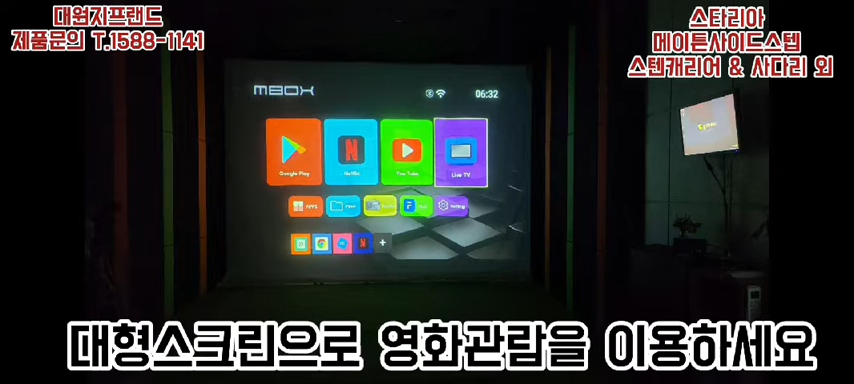 대원지프랜드
제품문의 T.1588-1141
스타리아
메이튼사이드스텝
스텐캐리어 & 사다리 외
MBOX
06:32
Google Play
Netflix
YouTube
Live TV
APPS
Setting
대형스크린으로 영화관람을 이용하세요